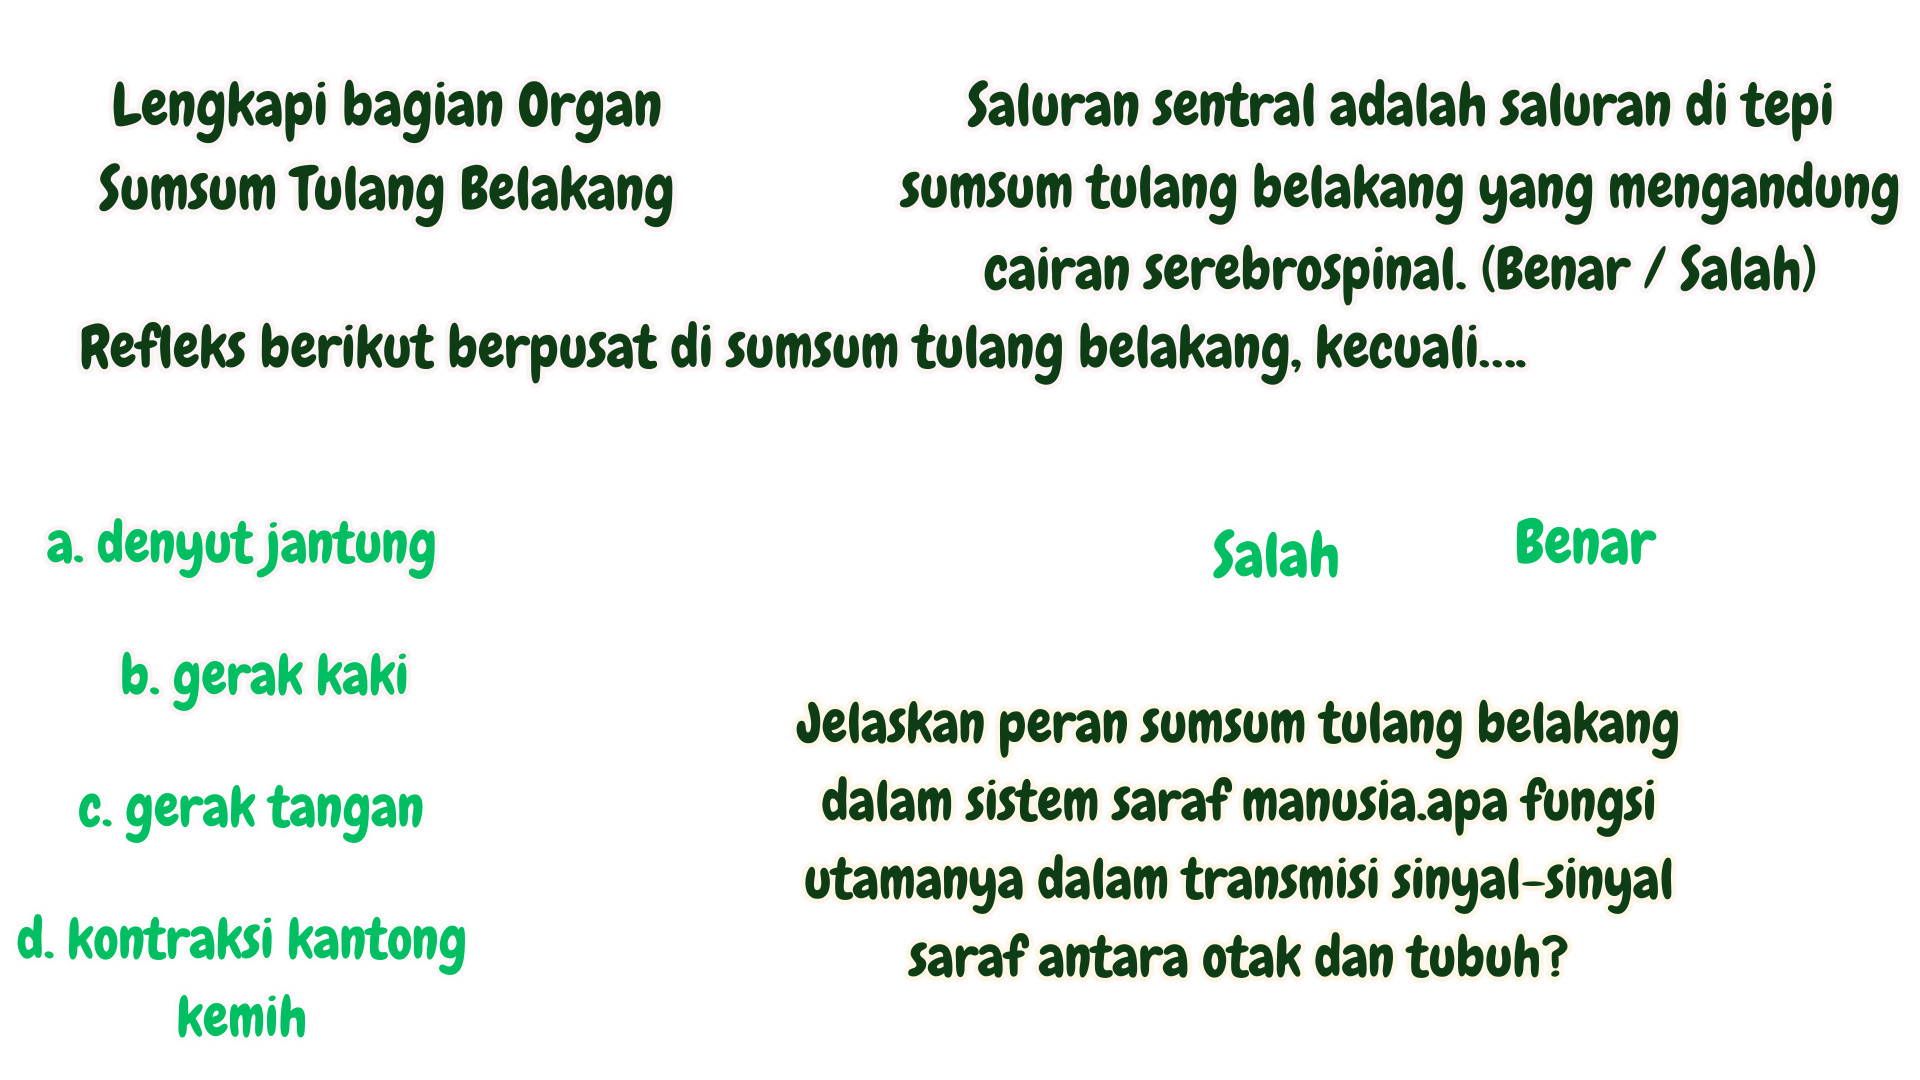 Lengkapi bagian Organ
Sumsum Tulang Belakang
Saluran sentral adalah saluran di tepi
sumsum tulang belakang yang mengandung
cairan serebrospinal. (Benar / Salah)
Refleks berikut berpusat di sumsum tulang belakang, kecuali....
a. denyut jantung
b. gerak kaki
c. gerak tangan
d. kontraksi kantong
kemih
Salah
Benar
Jelaskan peran sumsum tulang belakang
dalam sistem saraf manusia.apa fungsi
utamanya dalam transmisi sinyal-sinyal
saraf antara otak dan tubuh?